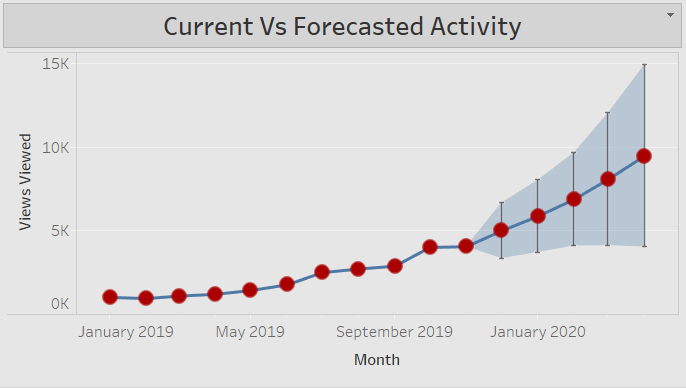 Current Vs Forecasted Activity
15K
10K
5K
0K
Views Viewed
January 2019 May 2019 September 2019 January 2020
Month